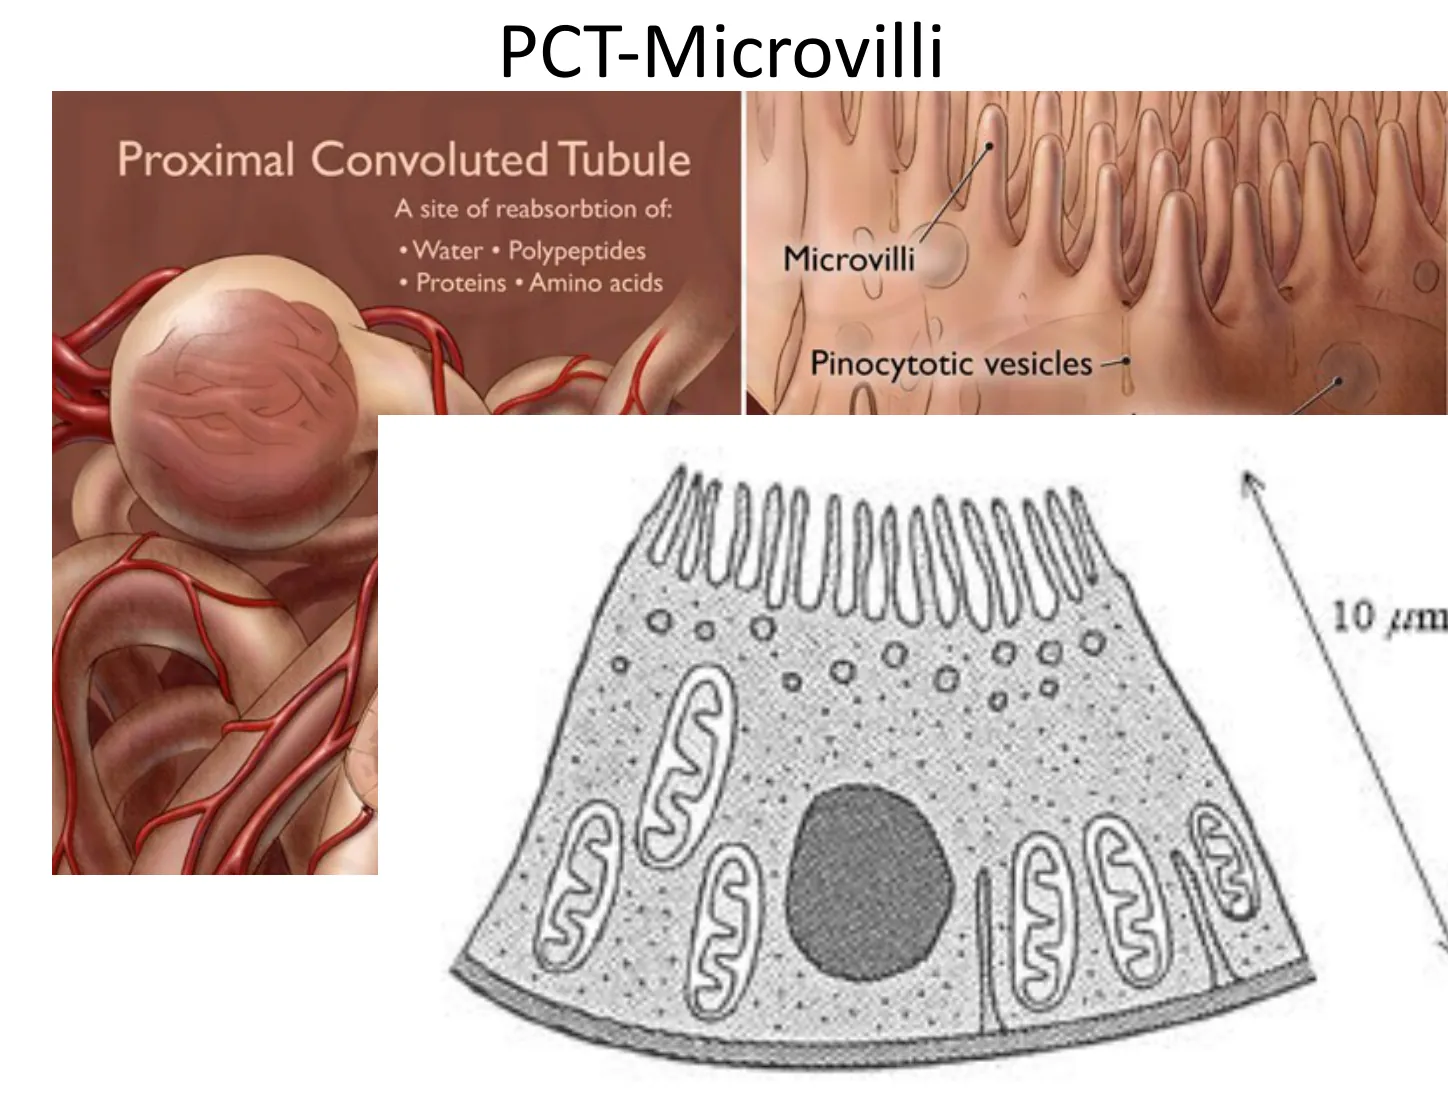 PCT-Microvilli
Proximal Convoluted Tubule
A site of reabsorbtion of:
• Water • Polypeptides
• Proteins • Amino acids
Microvilli
Pinocytotic vesicles
10 μm